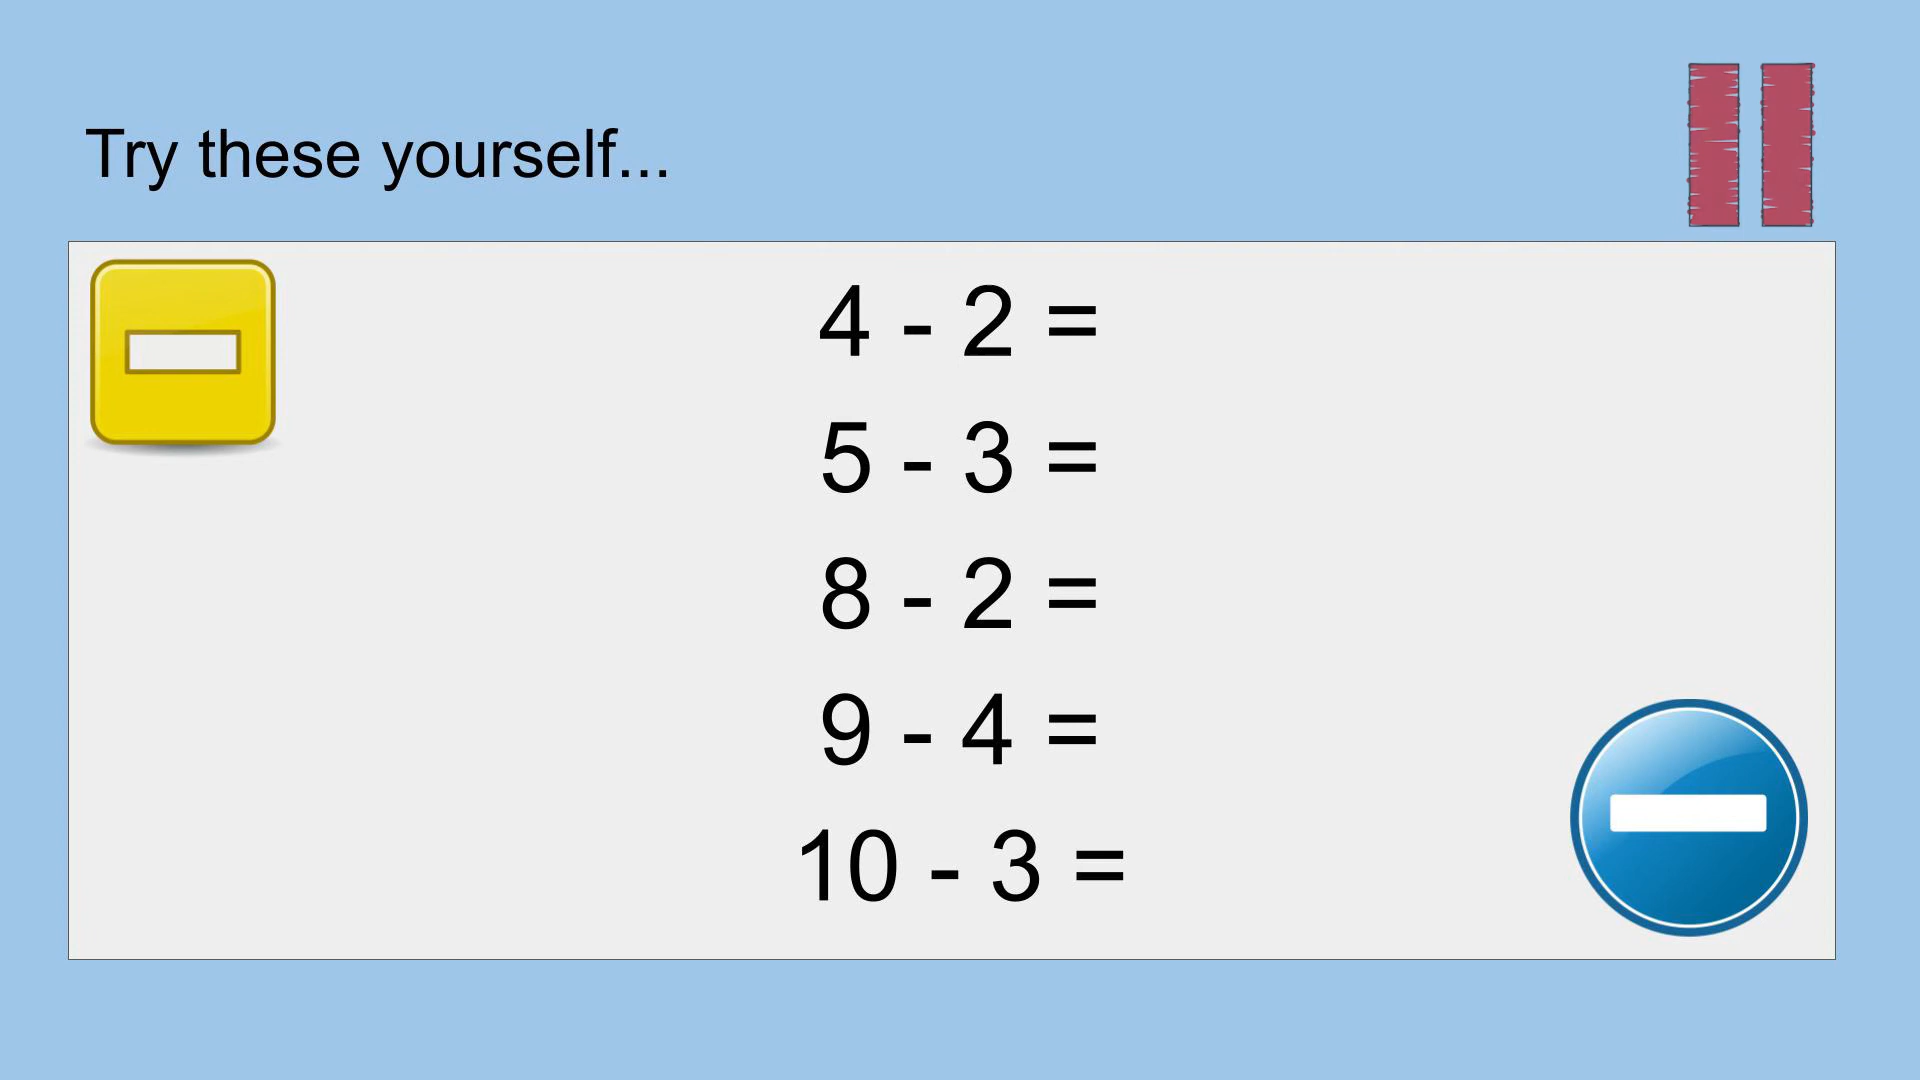 Try these yourself...
4 - 2 =
5 - 3 =
8 - 2 =
9 - 4 =
10 - 3 =